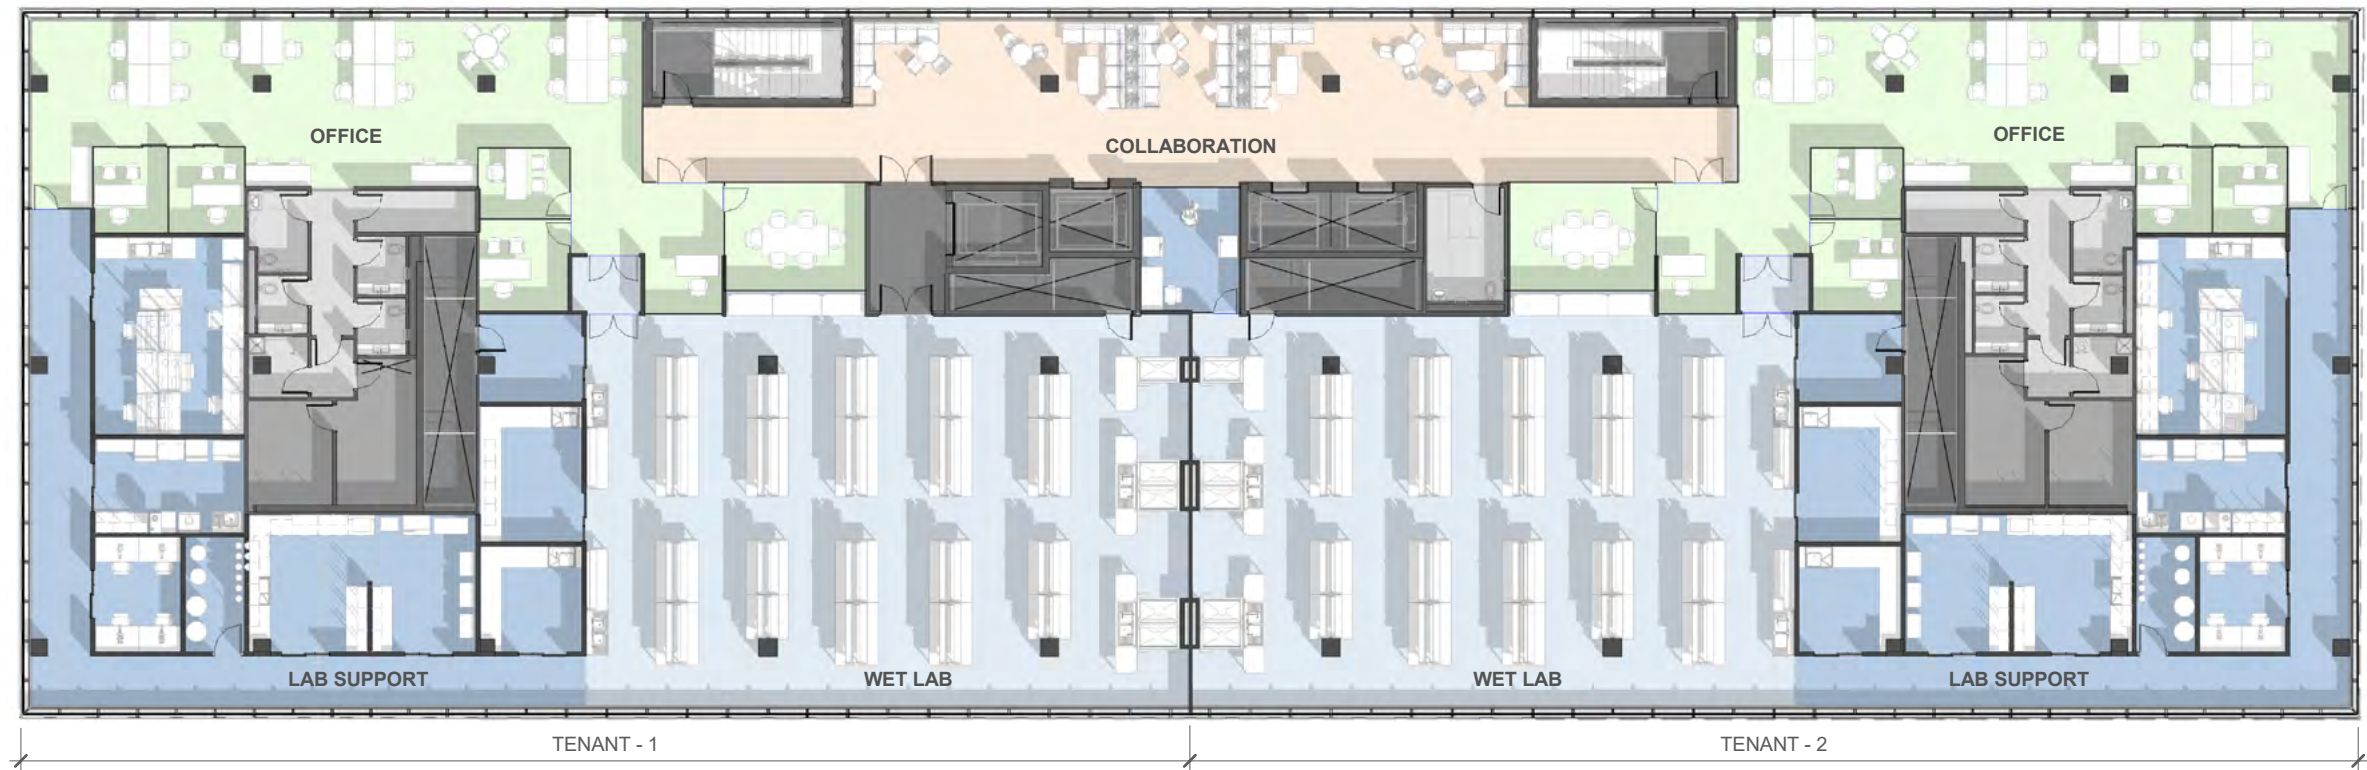 OFFICE
COLLABORATION
OFFICE
LAB SUPPORT
WET LAB
WET LAB
LAB SUPPORT
TENANT - 1
TENANT - 2